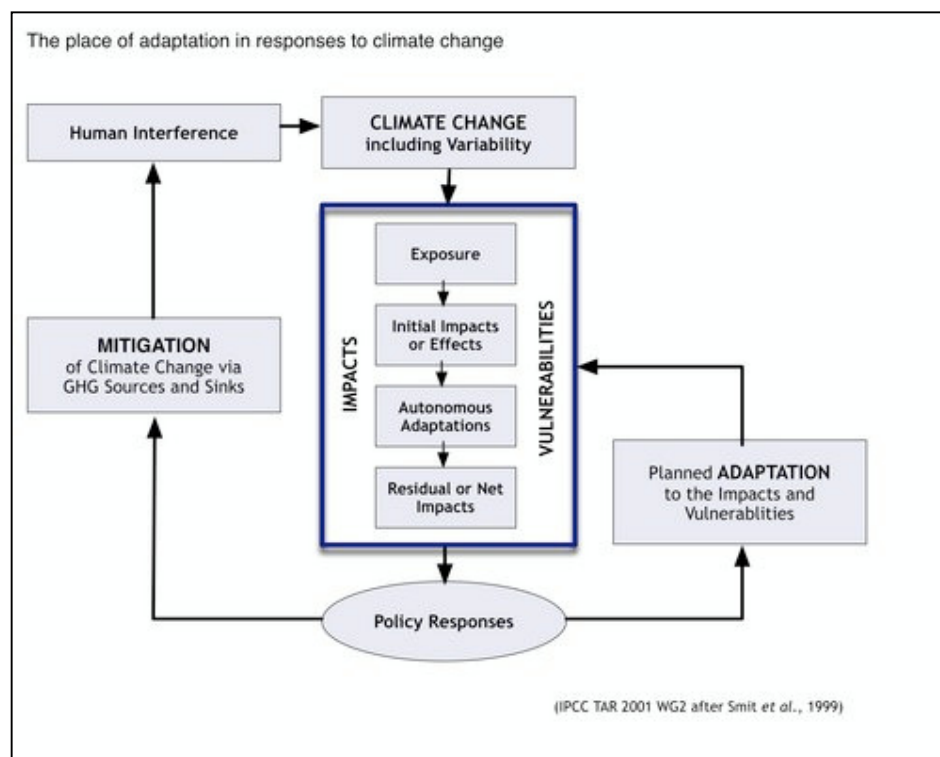 The place of adaptation in responses to climate change
Human Interference
CLIMATE CHANGE
including Variability
IMPACTS
Exposure
Initial Impacts
or Effects
Autonomous
Adaptations
Residual or Net
Impacts
VULNERABILITIES
MITIGATION
of Climate Change via
GHG Sources and Sinks
Planned ADAPTATION
to the Impacts and
Vulnerablities
Policy Responses
(IPCC TAR 2001 WG2 after Smit et al., 1999)